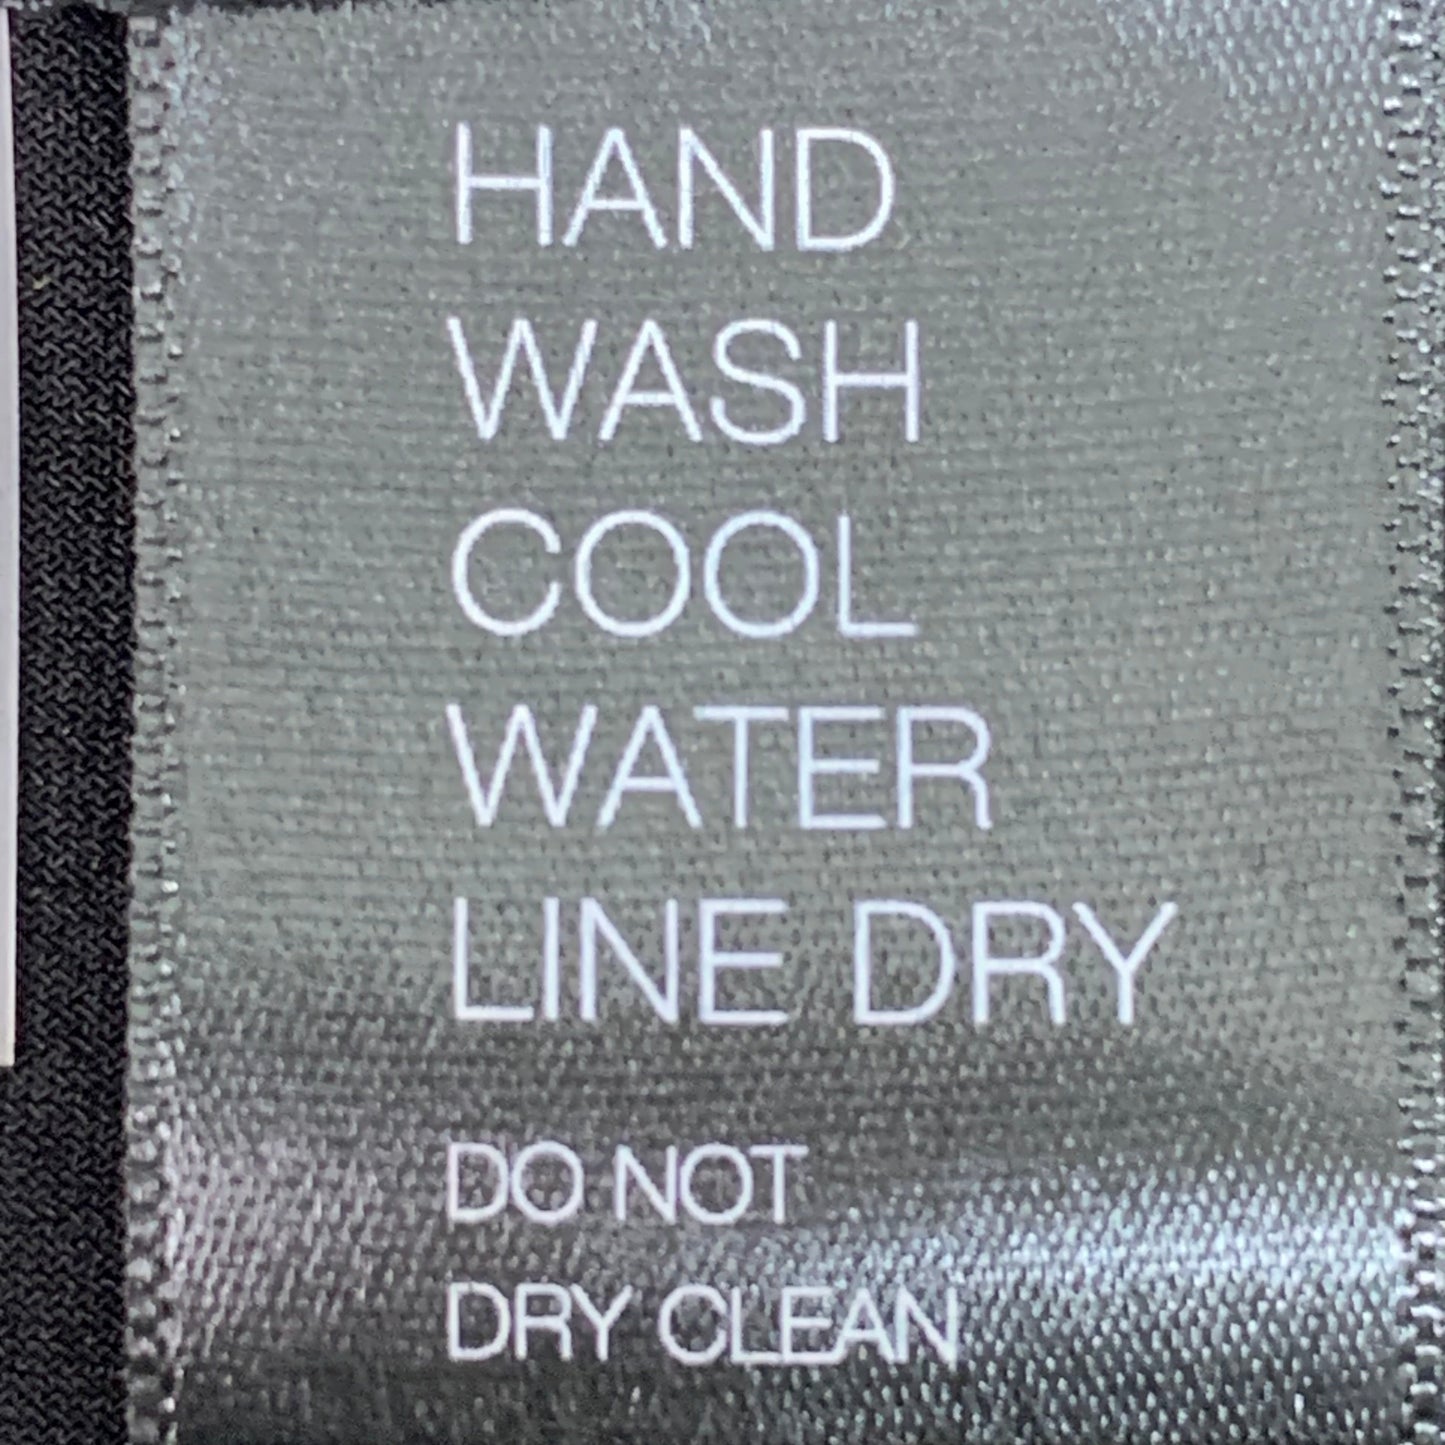 HAND
WASH
COOL
WATER
LINE DRY
DO NOT
DRY CLEAN